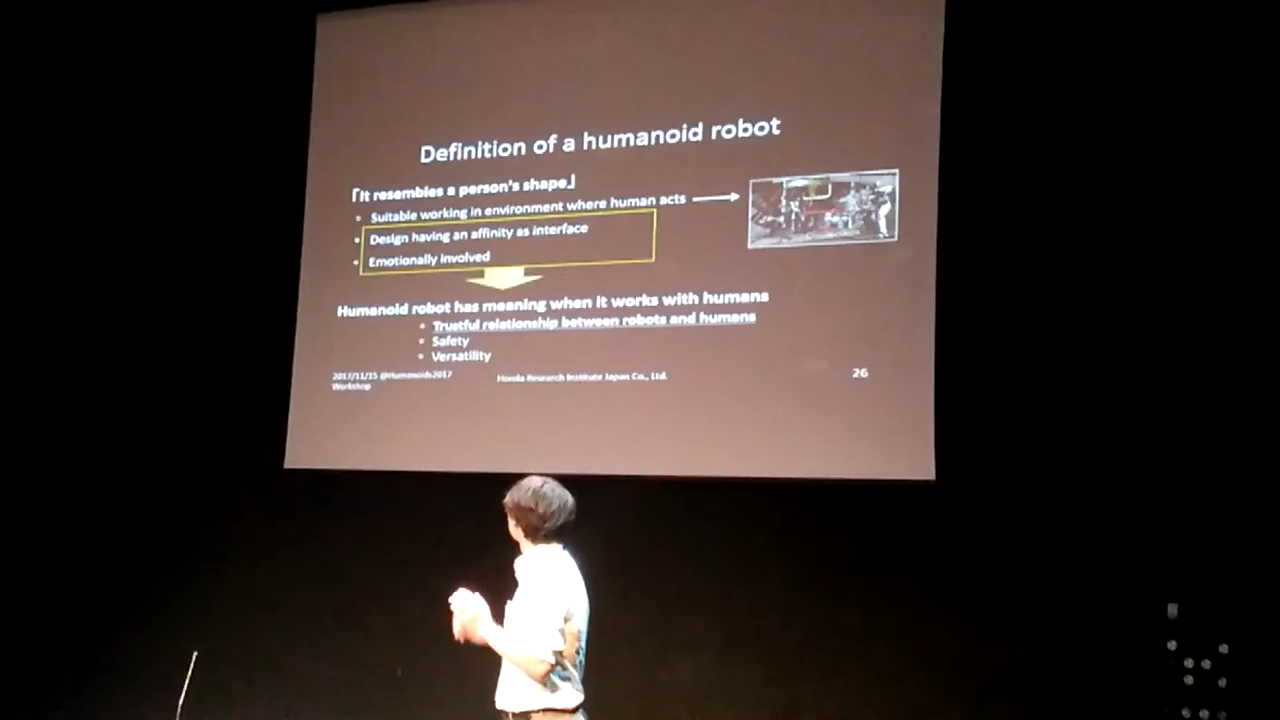 Definition of a humanoid robot
「It resembles a person's shape」
• Suitable working in environment where human acts
• Design having an affinity as interface
• Emotionally involved
Humanoid robot has meaning when it works with humans
• Trustful relationship between robots and humans
• Safety
• Versatility
2017/11/15 @Humanoids2017
Workshop
Honda Research Institute Japan Co., Ltd.
26